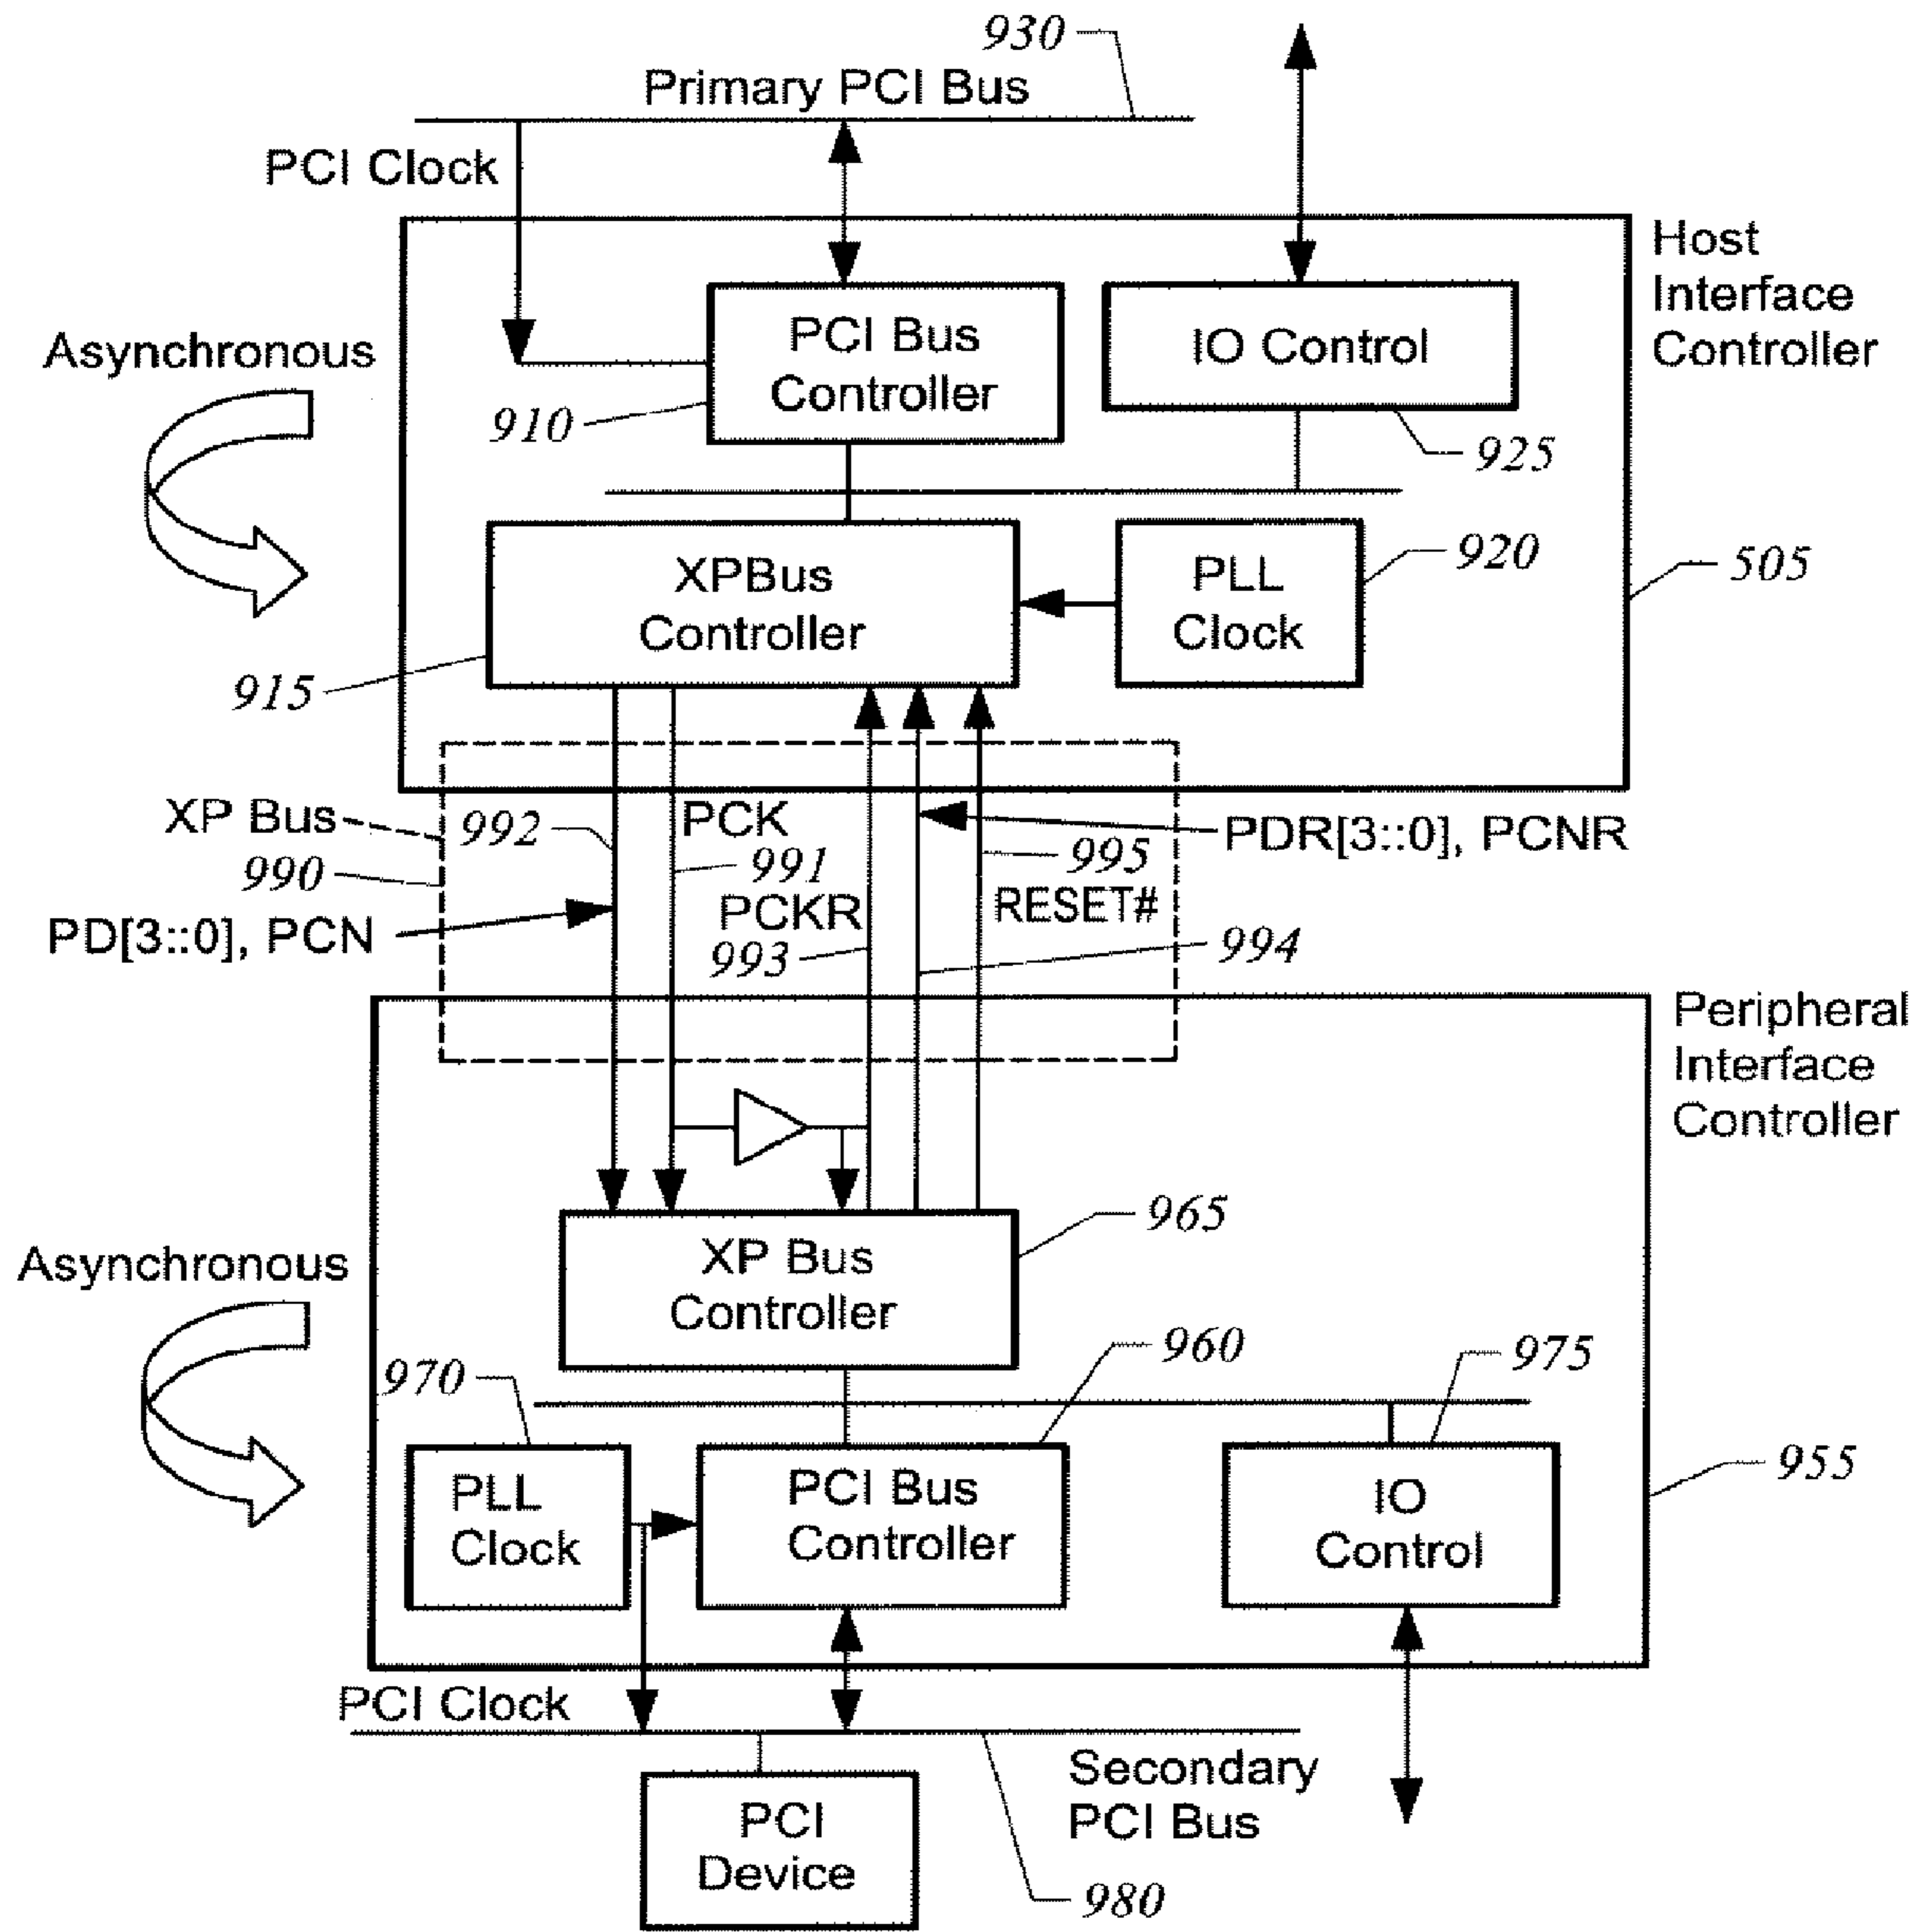 930
Primary PCI Bus
PCI Clock
Host
Interface
Controller
Asynchronous
PCI Bus
Controller
IO Control
910
925
XPBus
Controller
PLL
Clock
920
505
915
XP Bus
992
PCK
PDR[3::0], PCNR
990
991
995
PD[3::0], PCN
PCKR
RESET#
993
994
Peripheral
Interface
Controller
965
XP Bus
Controller
Asynchronous
960
975
970
PLL
Clock
PCI Bus
Controller
IO
Control
955
PCI Clock
Secondary
PCI Bus
PCI
Device
980